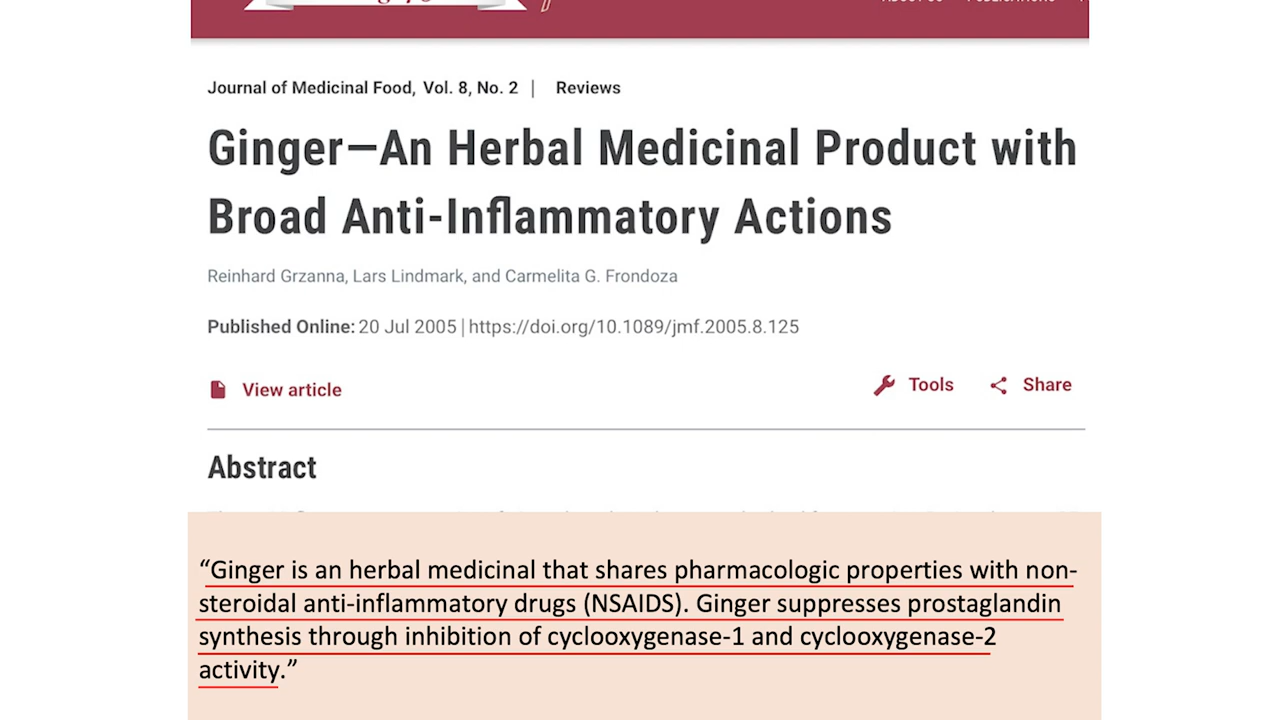 Journal of Medicinal Food, Vol. 8, No. 2 | Reviews
Ginger—An Herbal Medicinal Product with
Broad Anti-Inflammatory Actions
Reinhard Grzanna, Lars Lindmark, and Carmelita G. Frondoza
Published Online: 20 Jul 2005 | https://doi.org/10.1089/jmf.2005.8.125
View article
Tools
Share
Abstract
“Ginger is an herbal medicinal that shares pharmacologic properties with non-
steroidal anti-inflammatory drugs (NSAIDS). Ginger suppresses prostaglandin
synthesis through inhibition of cyclooxygenase-1 and cyclooxygenase-2
activity.”